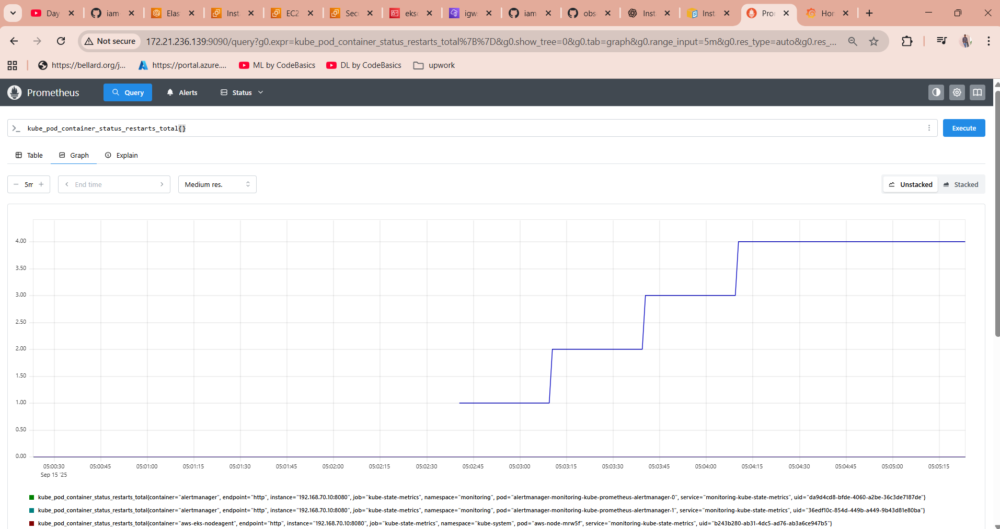 Day
iam
Elas
Inst
EC2
Sec
eksc
igw
iam
obs
Inst
Inst
Pro
Hor
Not secure
172.21.236.139:9090/query?g0.expr=kube_pod_container_status_restarts_total%7B%7D&g0.show_tree=0&g0.tab=graph&g0.range_input=5m&g0.res_type=auto&g0.res_...
https://bellard.org/j...
https://portal.azure....
ML by CodeBasics
DL by CodeBasics
upwork
Prometheus
Query
Alerts
Status
>_ kube_pod_container_status_restarts_total{}
Execute
Table
Graph
Explain
5m
End time
Medium res.
Unstacked
Stacked
4.00
3.50
3.00
2.50
2.00
1.50
1.00
0.50
0.00
05:00:30 05:00:45 05:01:00 05:01:15 05:01:30 05:01:45 05:02:00 05:02:15 05:02:30 05:02:45 05:03:00 05:03:15 05:03:30 05:03:45 05:04:00 05:04:15 05:04:30 05:04:45 05:05:00 05:05:15
Sep 15 '25
kube_pod_container_status_restarts_total{container="alertmanager", endpoint="http", instance="192.168.70.10:8080", job="kube-state-metrics", namespace="monitoring", pod="alertmanager-monitoring-kube-prometheus-alertmanager-0", service="monitoring-kube-state-metrics", uid="da9d4cd8-bfde-4060-a2be-36c3de7187de"}
kube_pod_container_status_restarts_total{container="alertmanager", endpoint="http", instance="192.168.70.10:8080", job="kube-state-metrics", namespace="monitoring", pod="alertmanager-monitoring-kube-prometheus-alertmanager-1", service="monitoring-kube-state-metrics", uid="36edf10c-854d-449b-a449-9b43d81e80ba"}
kube_pod_container_status_restarts_total{container="aws-eks-nodeagent", endpoint="http", instance="192.168.70.10:8080", job="kube-state-metrics", namespace="kube-system", pod="aws-node-mrw5f", service="monitoring-kube-state-metrics", uid="b243b280-ab31-4dc5-ad76-ab3a6ce947b5"}